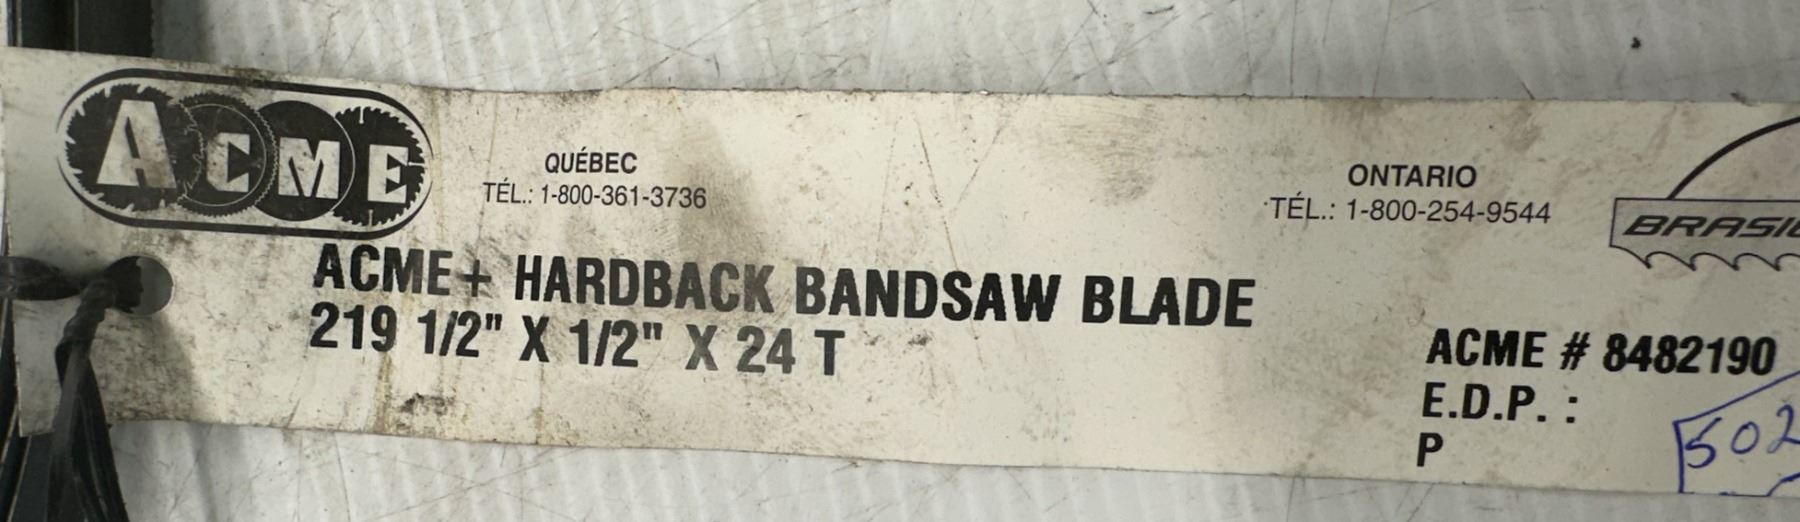 ACME
QUÉBEC
TÉL.: 1-800-361-3736
ONTARIO
TÉL.: 1-800-254-9544
ACME+ HARDBACK BANDSAW BLADE
219 1/2" X 1/2" X 24 T
ACME # 8482190
E.D.P. :
P
502